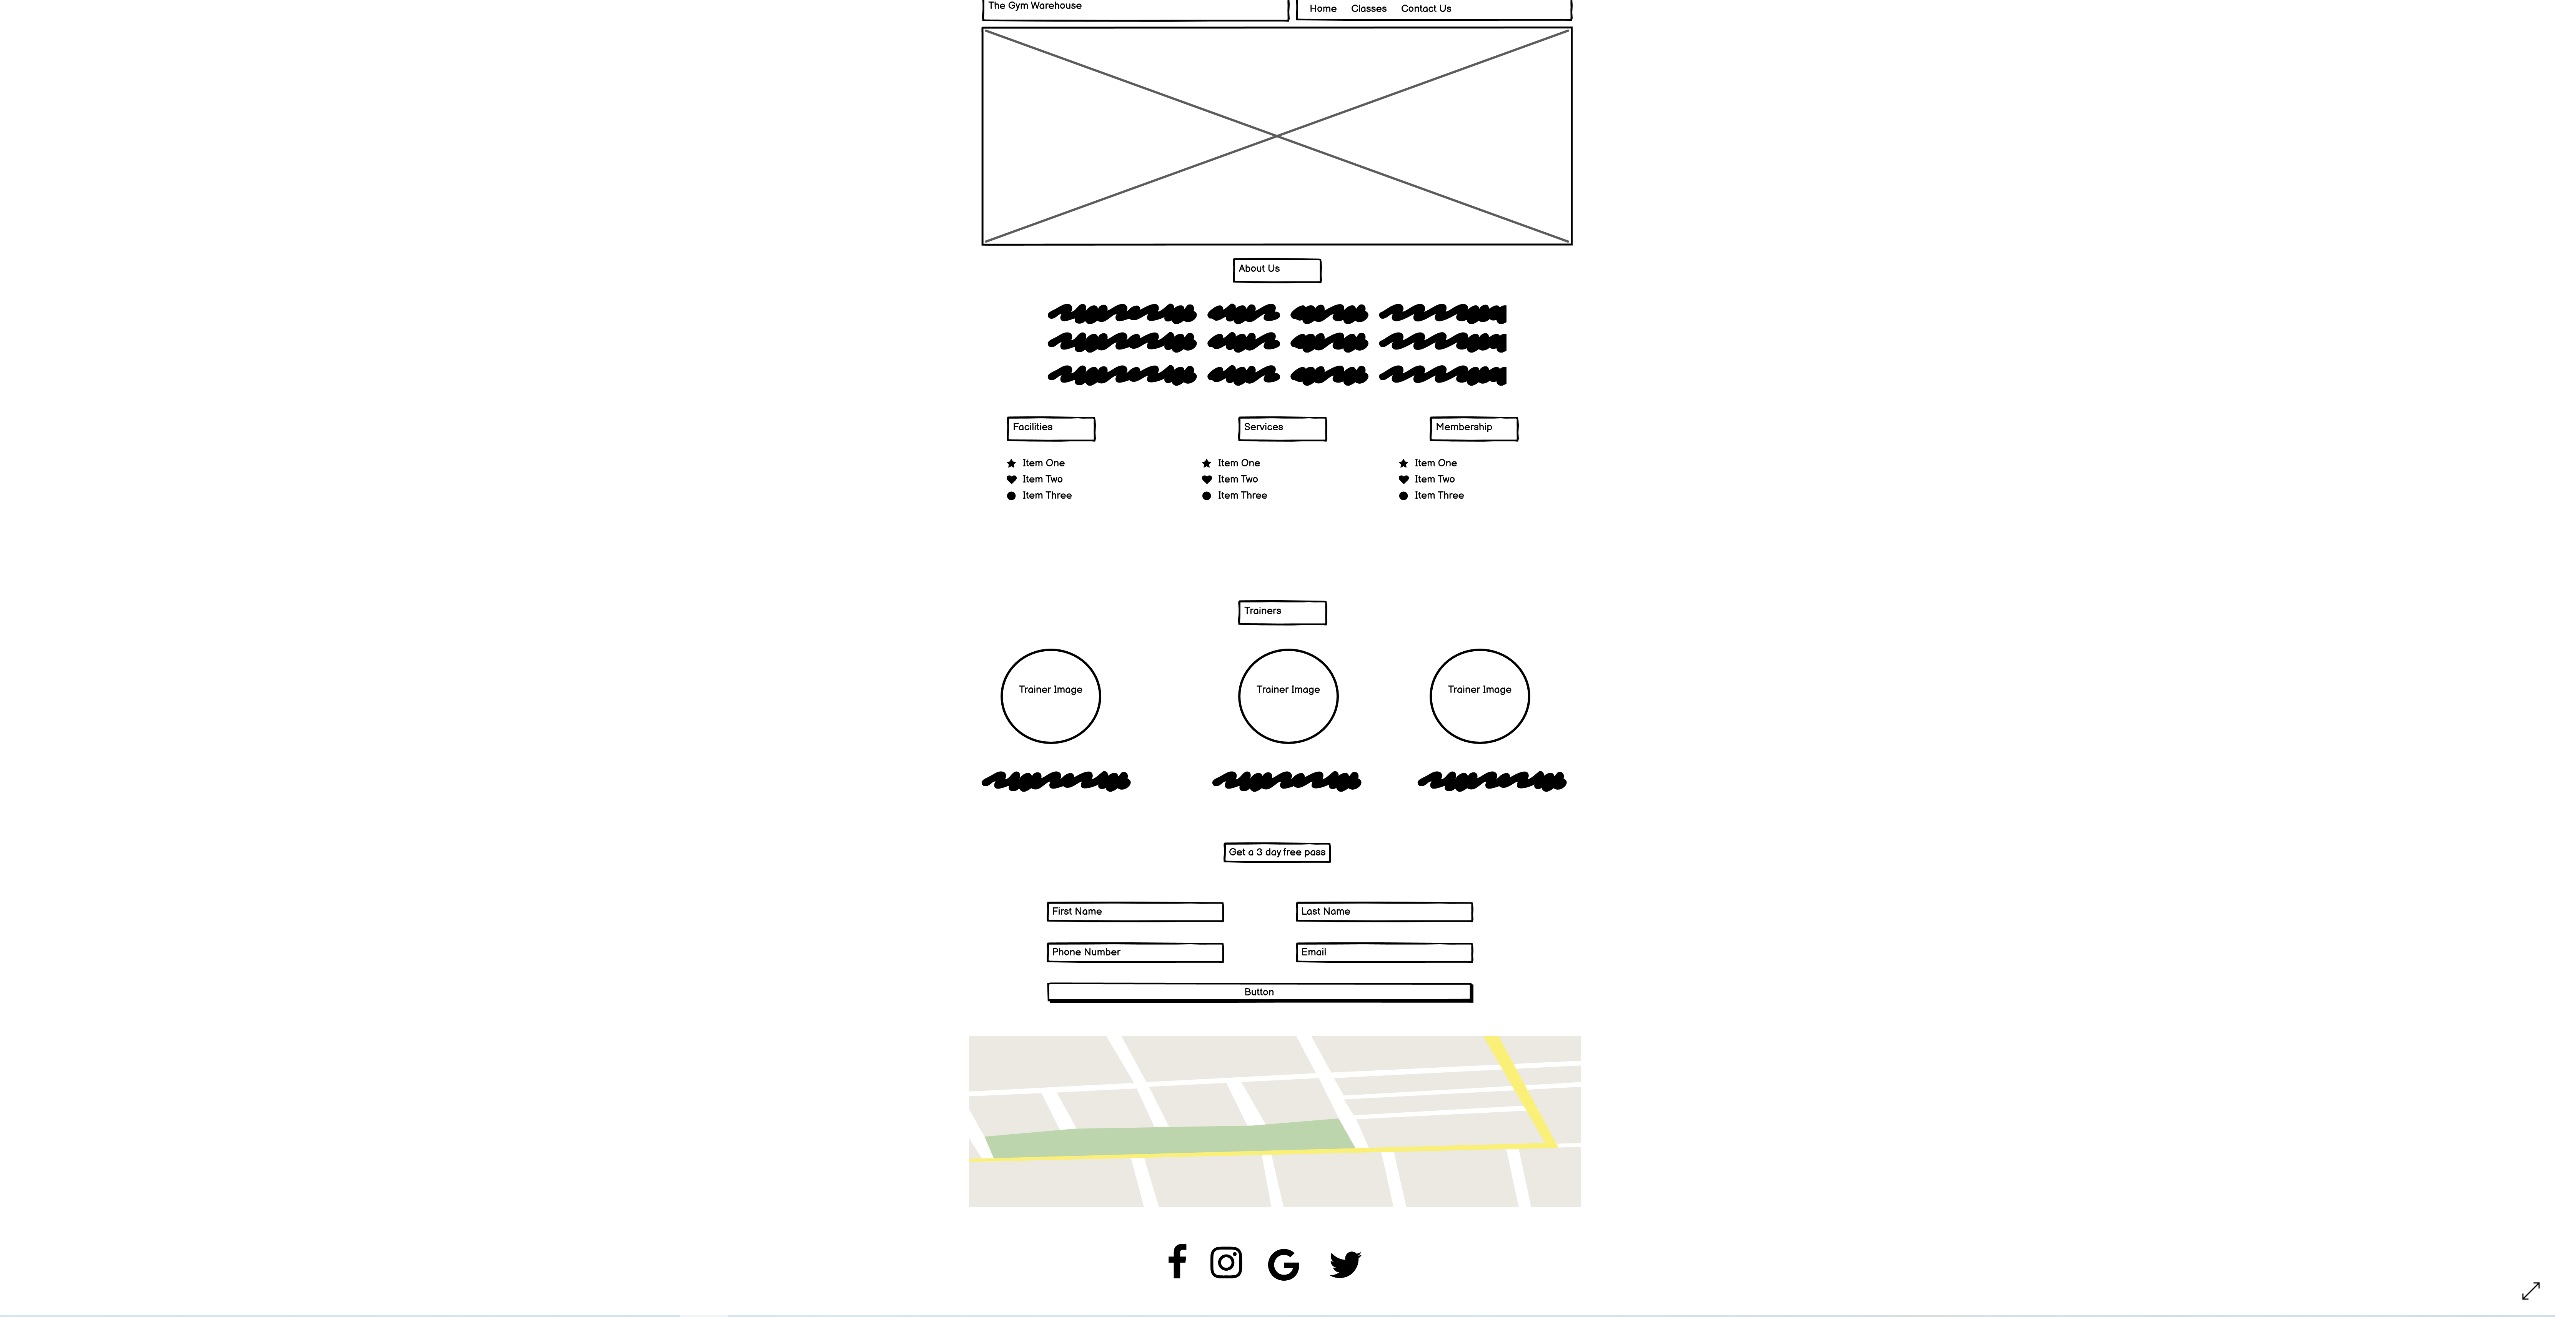 The Gym Warehouse
Home Classes Contact Us
About Us
Facilities Services Membership
Item One Item One Item One
Item Two Item Two Item Two
Item Three Item Three Item Three
Trainers
Trainer Image Trainer Image Trainer Image
Get a 3 day free pass
First Name Last Name
Phone Number Email
Button